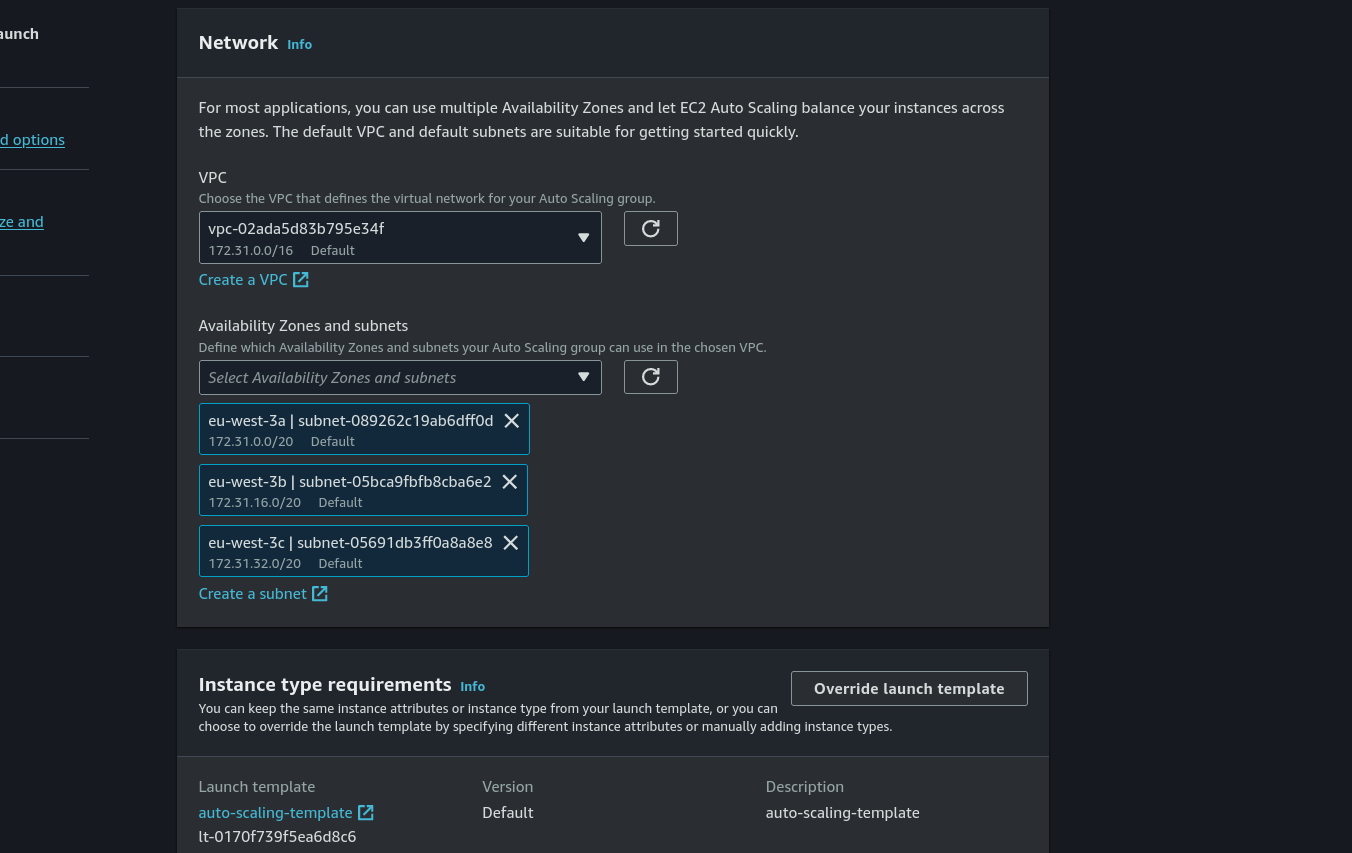 aunch
d options
ze and
Network Info
For most applications, you can use multiple Availability Zones and let EC2 Auto Scaling balance your instances across
the zones. The default VPC and default subnets are suitable for getting started quickly.
VPC
Choose the VPC that defines the virtual network for your Auto Scaling group.
vpc-02ada5d83b795e34f
172.31.0.0/16 Default
Create a VPC
Availability Zones and subnets
Define which Availability Zones and subnets your Auto Scaling group can use in the chosen VPC.
Select Availability Zones and subnets
eu-west-3a | subnet-089262c19ab6dff0d
172.31.0.0/20 Default
eu-west-3b | subnet-05bca9fbfb8cba6e2
172.31.16.0/20 Default
eu-west-3c | subnet-05691db3ff0a8a8e8
172.31.32.0/20 Default
Create a subnet
Instance type requirements Info
Override launch template
You can keep the same instance attributes or instance type from your launch template, or you can
choose to override the launch template by specifying different instance attributes or manually adding instance types.
Launch template
auto-scaling-template
lt-0170f739f5ea6d8c6
Version
Default
Description
auto-scaling-template